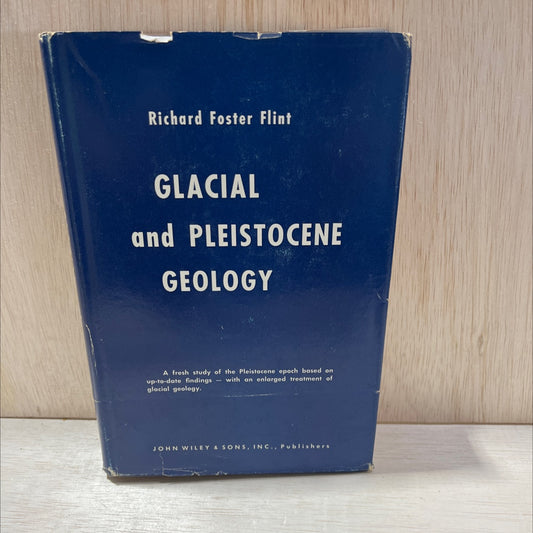 Richard Foster Flint
GLACIAL
and PLEISTOCENE
GEOLOGY
A fresh study of the Pleistocene epoch based on
up-to-date findings — with an enlarged treatment of
glacial geology.
JOHN WILEY & SONS, INC., Publishers